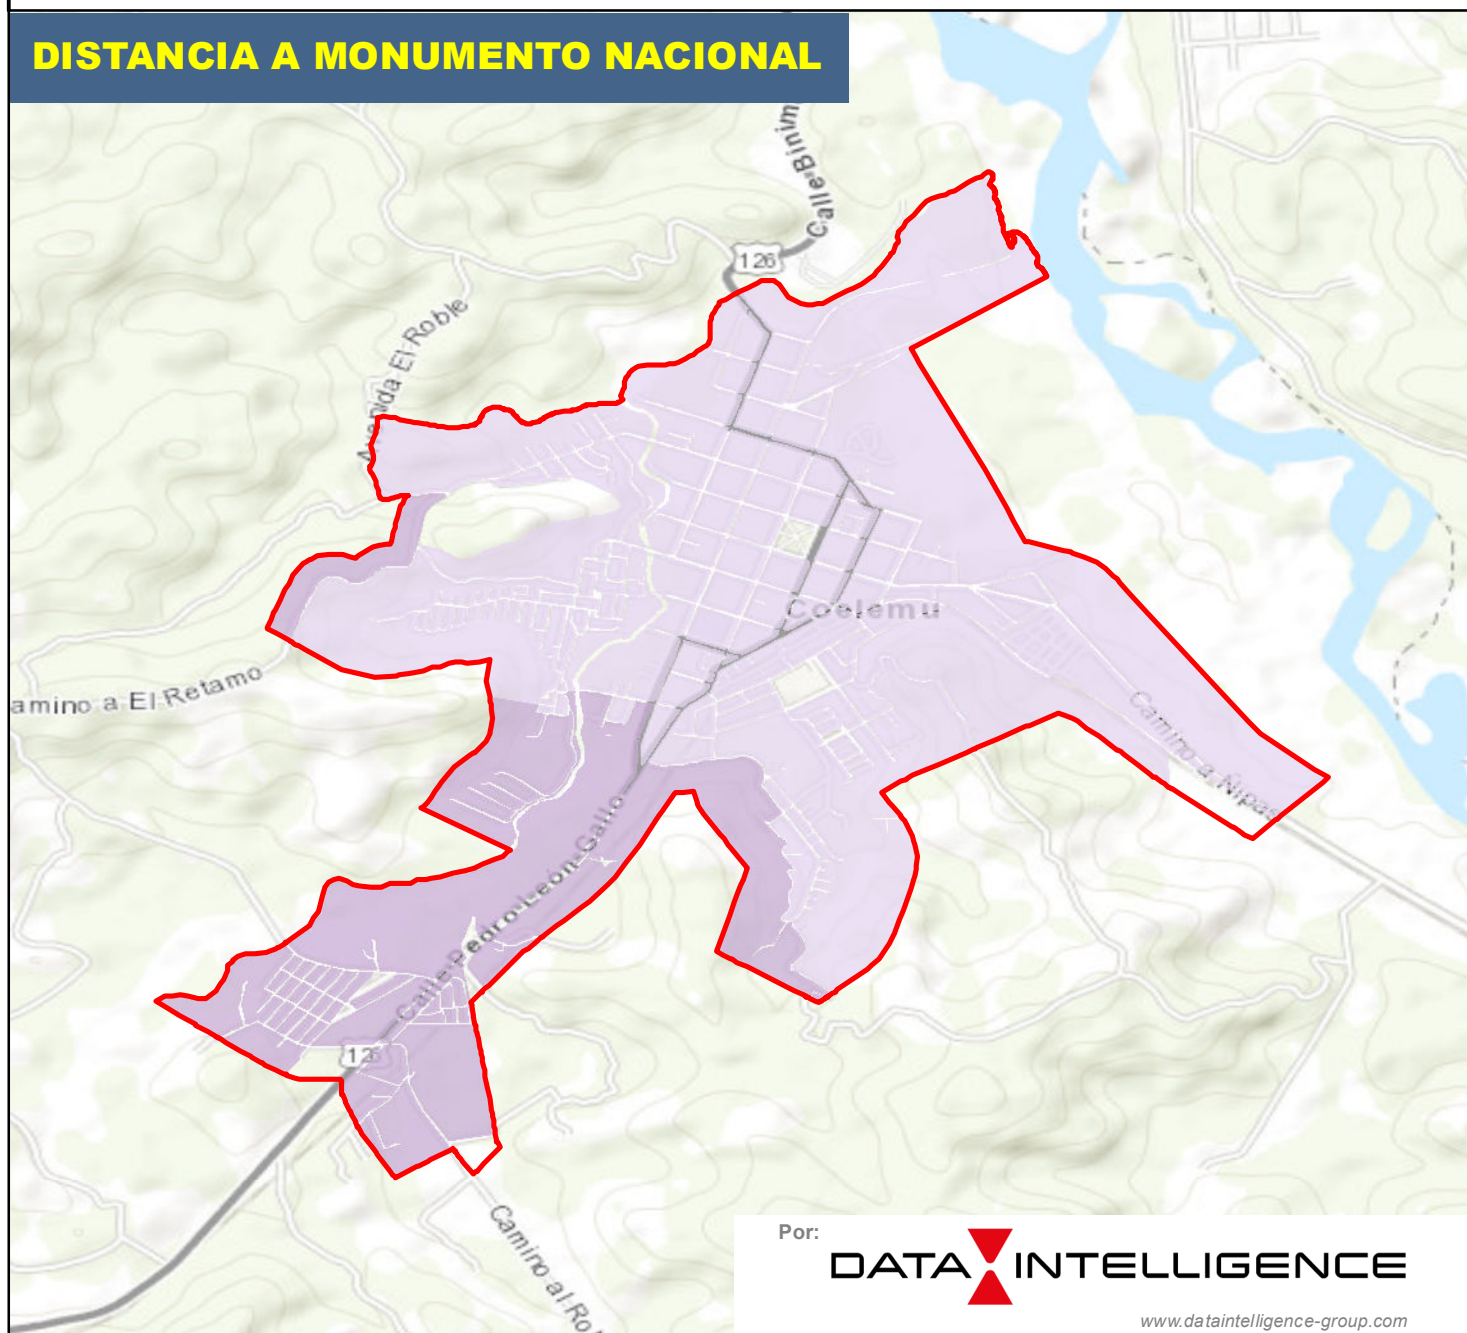 DISTANCIA A MONUMENTO NACIONAL
Calle Binim
126
Avenida El Roble
Coelemu
amino a El Retamo
Camino a Ñipas
Calle Pedro León Gallo
126
Camino al Ro
Por:
DATA INTELLIGENCE
www.dataintelligence-group.com